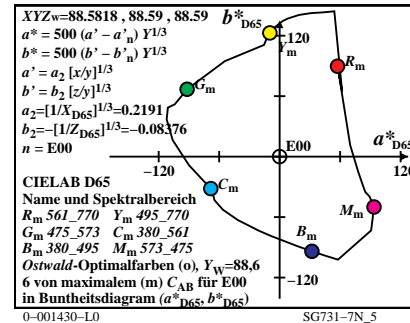 XYZw=88.5818 , 88.59 , 88.59
a* = 500 (a' – a'n) Y1/3
b* = 500 (b' – b'n) Y1/3
a' = a2 [x/y]1/3
b' = b2 [z/y]1/3
a2=[1/XD65]1/3=0.2191
b2=–[1/ZD65]1/3=–0.08376
n = E00
CIELAB D65
Name und Spektralbereich
Rm 561_770 Ym 495_770
Gm 475_573 Cm 380_561
Bm 380_495 Mm 573_475
Ostwald-Optimalfarben (o), YW=88,6
6 von maximalem (m) CAB für E00
in Buntheitsdiagram (a*D65, b*D65)
b*D65
120
Ym
Rm
Gm
a*D65
E00
–120
120
Cm
Mm
Bm
–120
0–001430–L0
SG731–7N_5